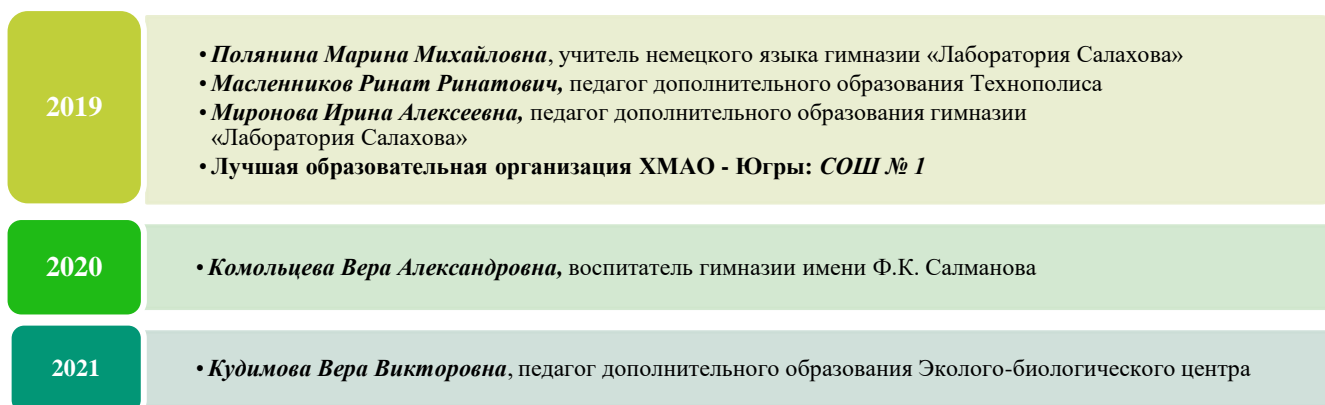 2019
• Полянина Марина Михайловна, учитель немецкого языка гимназии «Лаборатория Салахова»
• Масленников Ринат Ринатович, педагог дополнительного образования Технополиса
• Миронова Ирина Алексеевна, педагог дополнительного образования гимназии
«Лаборатория Салахова»
• Лучшая образовательная организация ХМАО - Югры: СОШ № 1
2020
• Комольцева Вера Александровна, воспитатель гимназии имени Ф.К. Салманова
2021
• Кудимова Вера Викторовна, педагог дополнительного образования Эколого-биологического центра